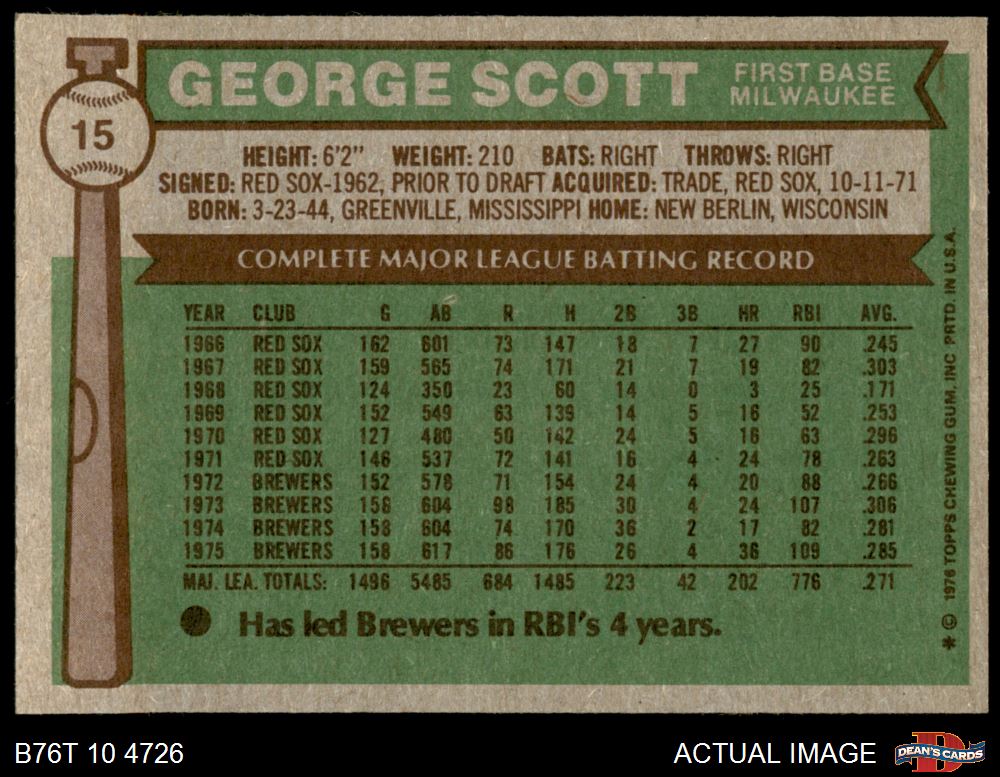 T
15
GEORGE SCOTT
FIRST BASE
MILWAUKEE
HEIGHT: 6'2" WEIGHT: 210 BATS: RIGHT THROWS: RIGHT
SIGNED: RED SOX-1962, PRIOR TO DRAFT ACQUIRED: TRADE, RED SOX, 10-11-71
BORN: 3-23-44, GREENVILLE, MISSISSIPPI HOME: NEW BERLIN, WISCONSIN
COMPLETE MAJOR LEAGUE BATTING RECORD
YEAR CLUB G AB R H 2B 3B HR RBI AVG.
1966 RED SOX 162 601 73 147 18 7 27 90 .245
1967 RED SOX 159 565 74 171 21 7 19 82 .303
1968 RED SOX 124 350 23 60 14 0 3 25 .171
1969 RED SOX 152 549 63 139 14 5 16 52 .253
1970 RED SOX 127 480 50 142 24 5 16 63 .296
1971 RED SOX 146 537 72 141 16 4 24 78 .263
1972 BREWERS 152 578 71 154 24 4 20 88 .266
1973 BREWERS 158 604 98 185 30 4 24 107 .306
1974 BREWERS 158 604 74 170 36 2 17 82 .281
1975 BREWERS 158 617 86 176 26 4 36 109 .285
MAJ. LEA. TOTALS: 1496 5485 684 1485 223 42 202 776 .271
Has led Brewers in RBI's 4 years.
* © 1976 TOPPS CHEWING GUM, INC PRTD. IN U.S.A.
B76T 10 4726
ACTUAL IMAGE
D
DEAN'S CARDS